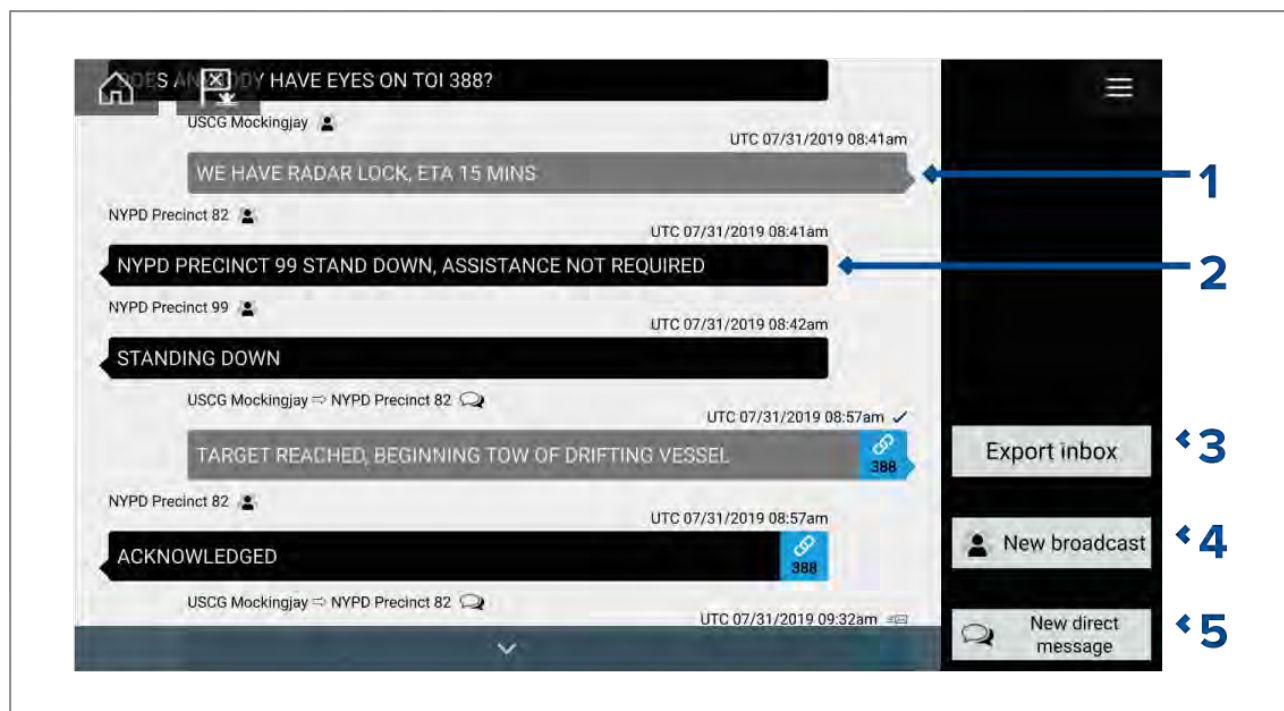 DOES ANYBODY HAVE EYES ON TOI 388?
USCG Mockingjay
UTC 07/31/2019 08:41am
WE HAVE RADAR LOCK, ETA 15 MINS
1
NYPD Precinct 82
UTC 07/31/2019 08:41am
NYPD PRECINCT 99 STAND DOWN, ASSISTANCE NOT REQUIRED
2
NYPD Precinct 99
UTC 07/31/2019 08:42am
STANDING DOWN
USCG Mockingjay ⇨ NYPD Precinct 82
UTC 07/31/2019 08:57am
TARGET REACHED, BEGINNING TOW OF DRIFTING VESSEL
388
Export inbox
3
NYPD Precinct 82
UTC 07/31/2019 08:57am
ACKNOWLEDGED
388
New broadcast
4
USCG Mockingjay ⇨ NYPD Precinct 82
UTC 07/31/2019 09:32am
New direct
message
5